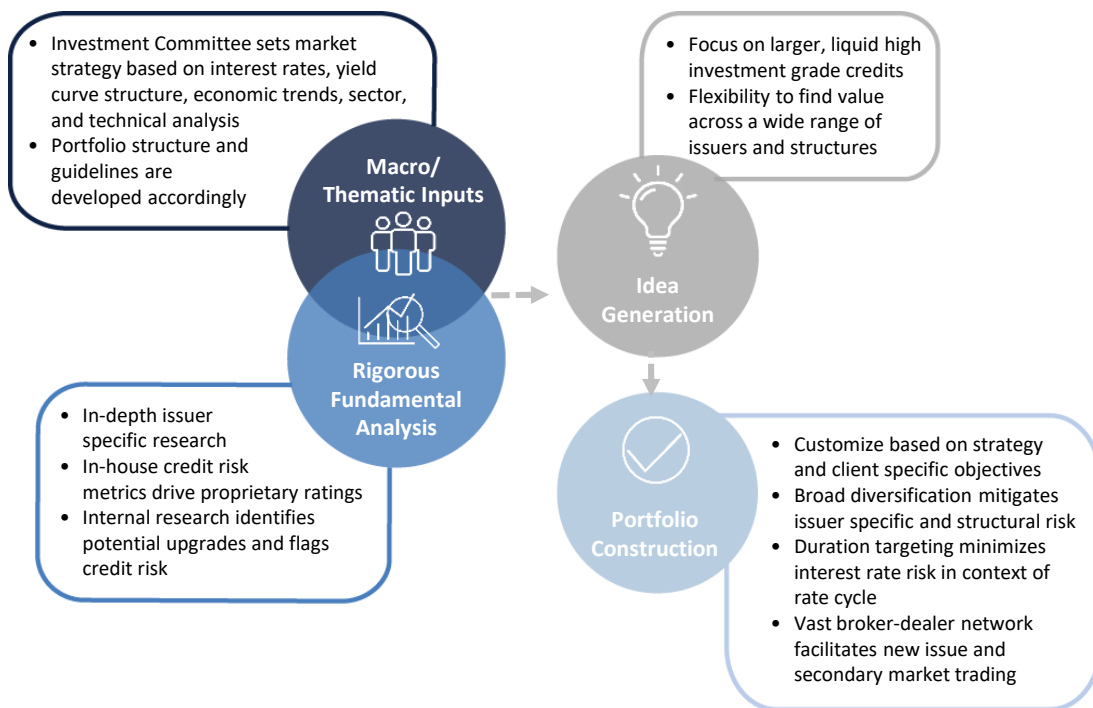 • Investment Committee sets market
strategy based on interest rates, yield
curve structure, economic trends, sector,
and technical analysis
• Portfolio structure and
guidelines are
developed accordingly
Macro/
Thematic Inputs
Rigorous
Fundamental
Analysis
• In-depth issuer
specific research
• In-house credit risk
metrics drive proprietary ratings
• Internal research identifies
potential upgrades and flags
credit risk
• Focus on larger, liquid high
investment grade credits
• Flexibility to find value
across a wide range of
issuers and structures
Idea
Generation
Portfolio
Construction
• Customize based on strategy
and client specific objectives
• Broad diversification mitigates
issuer specific and structural risk
• Duration targeting minimizes
interest rate risk in context of
rate cycle
• Vast broker-dealer network
facilitates new issue and
secondary market trading